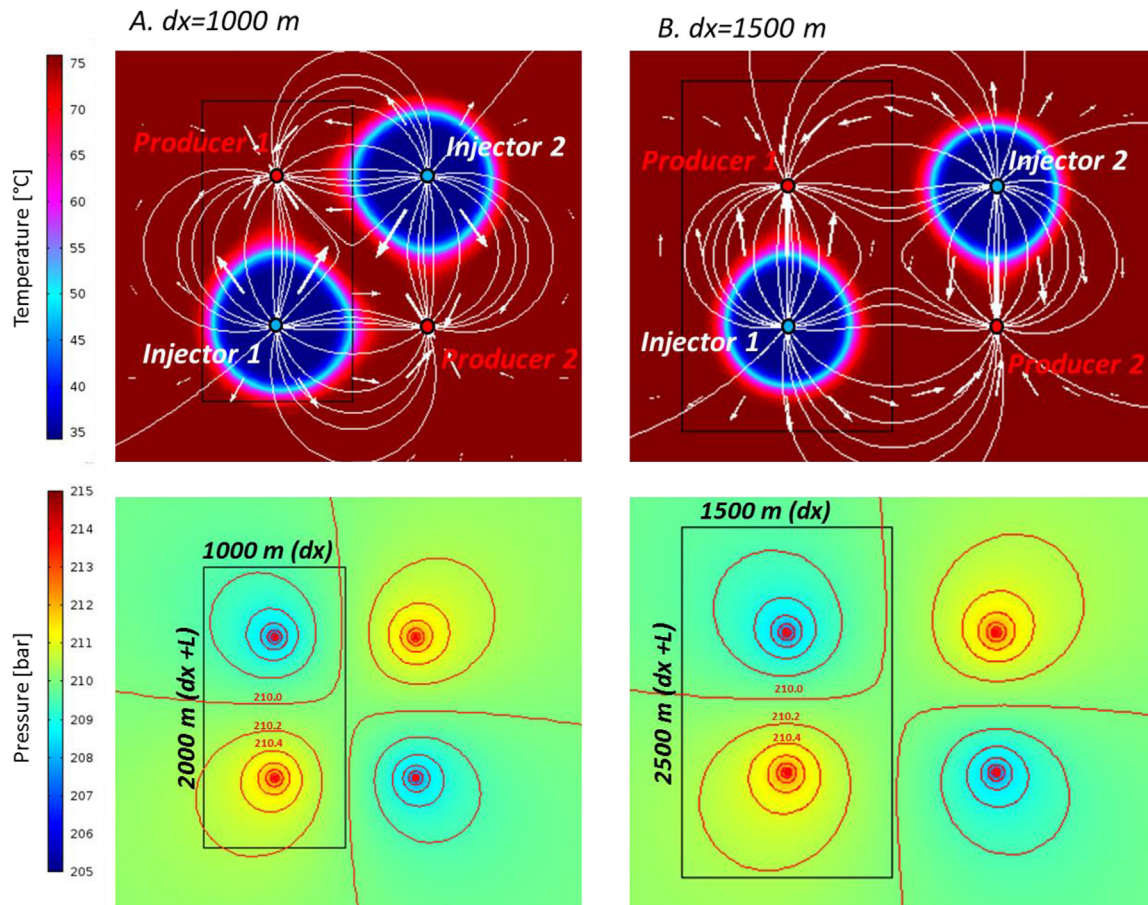 A. dx=1000 m
B. dx=1500 m
Temperature [°C]
75
70
65
60
55
50
45
40
35
Producer 1
Injector 2
Injector 1
Producer 2
Producer 1
Injector 2
Injector 1
Producer 2
Pressure [bar]
215
214
213
212
211
210
209
208
207
206
205
1000 m (dx)
2000 m (dx +L)
210.0
210.2
210.4
1500 m (dx)
2500 m (dx +L)
210.0
210.2
210.4